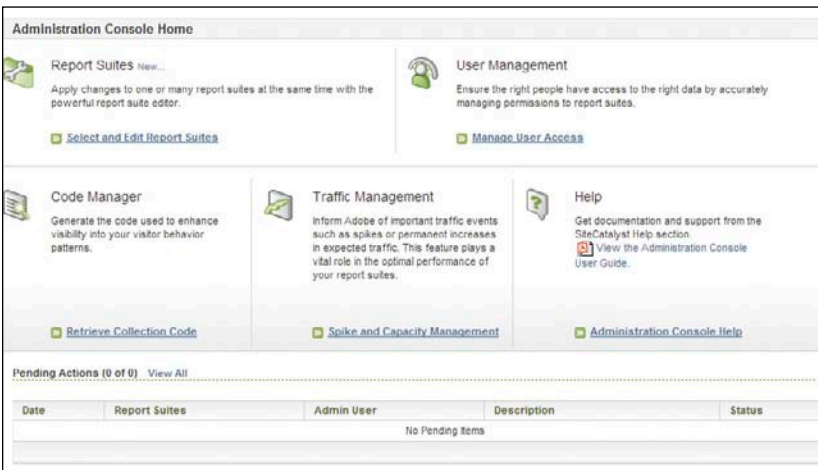 Administration Console Home
Report Suites New...
Apply changes to one or many report suites at the same time with the
powerful report suite editor.
Select and Edit Report Suites
User Management
Ensure the right people have access to the right data by accurately
managing permissions to report suites.
Manage User Access
Code Manager
Generate the code used to enhance
visibility into your visitor behavior
patterns.
Retrieve Collection Code
Traffic Management
Inform Adobe of important traffic events
such as spikes or permanent increases
in expected traffic. This feature plays a
vital role in the optimal performance of
your report suites.
Spike and Capacity Management
Help
Get documentation and support from the
SiteCatalyst Help section.
View the Administration Console
User Guide.
Administration Console Help
Pending Actions (0 of 0) View All
Date Report Suites Admin User Description Status
No Pending Items